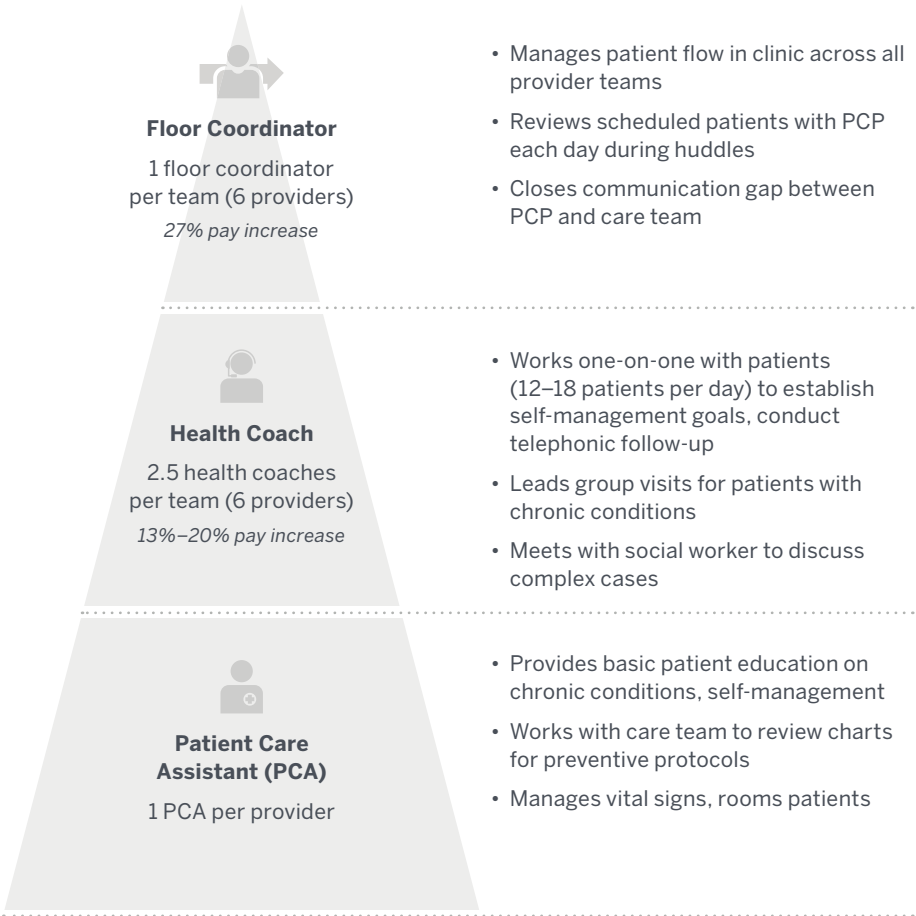 Floor Coordinator
1 floor coordinator
per team (6 providers)
27% pay increase
• Manages patient flow in clinic across all
provider teams
• Reviews scheduled patients with PCP
each day during huddles
• Closes communication gap between
PCP and care team
Health Coach
2.5 health coaches
per team (6 providers)
13%–20% pay increase
• Works one-on-one with patients
(12–18 patients per day) to establish
self-management goals, conduct
telephonic follow-up
• Leads group visits for patients with
chronic conditions
• Meets with social worker to discuss
complex cases
Patient Care
Assistant (PCA)
1 PCA per provider
• Provides basic patient education on
chronic conditions, self-management
• Works with care team to review charts
for preventive protocols
• Manages vital signs, rooms patients